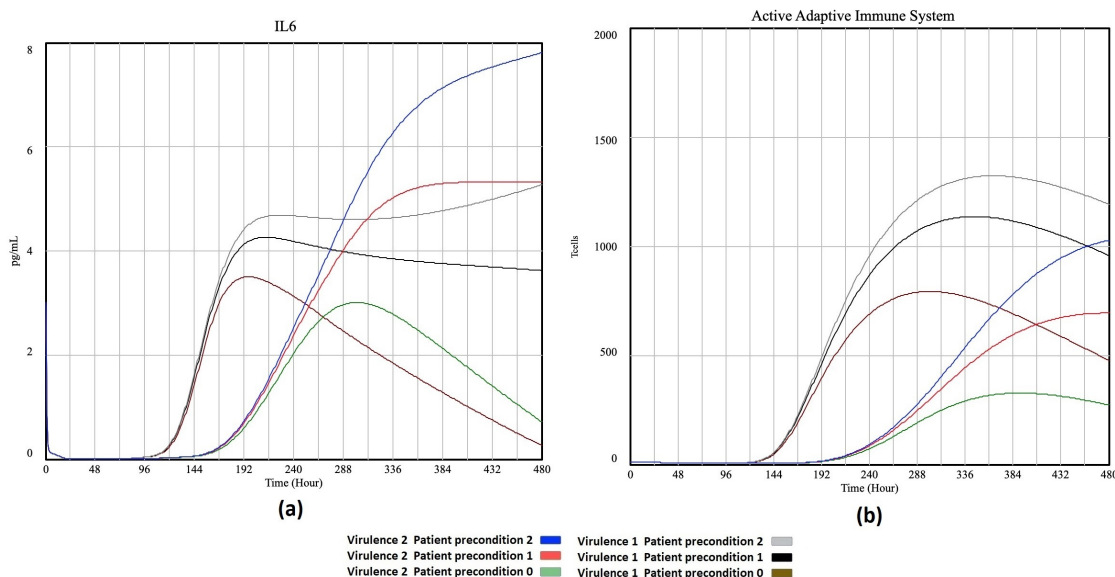 IL6
8
6
4
2
0
pg/mL
0 48 96 144 192 240 288 336 384 432 480
Time (Hour)
(a)
Active Adaptive Immune System
2000
1500
1000
500
0
Tcells
0 48 96 144 192 240 288 336 384 432 480
Time (Hour)
(b)
Virulence 2 Patient precondition 2
Virulence 2 Patient precondition 1
Virulence 2 Patient precondition 0
Virulence 1 Patient precondition 2
Virulence 1 Patient precondition 1
Virulence 1 Patient precondition 0